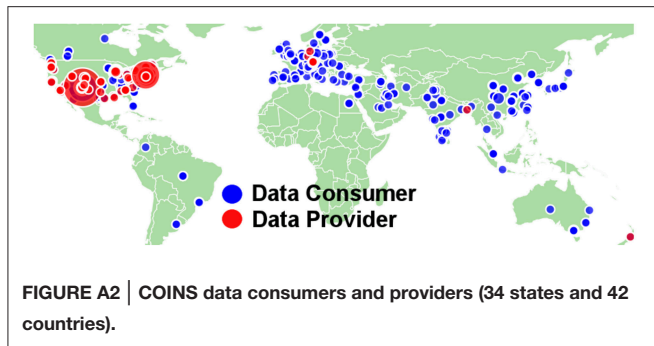 Data Consumer
Data Provider
FIGURE A2 | COINS data consumers and providers (34 states and 42
countries).